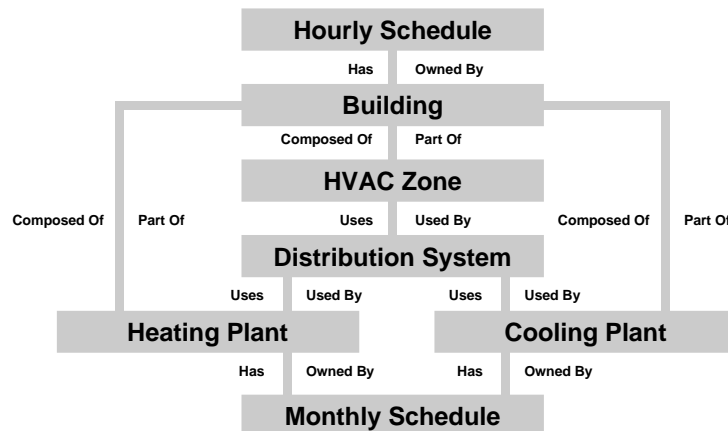 Hourly Schedule
Has Owned By
Building
Composed Of Part Of
HVAC Zone
Composed Of Part Of Uses Used By Composed Of Part Of
Distribution System
Uses Used By Uses Used By
Heating Plant Cooling Plant
Has Owned By Has Owned By
Monthly Schedule